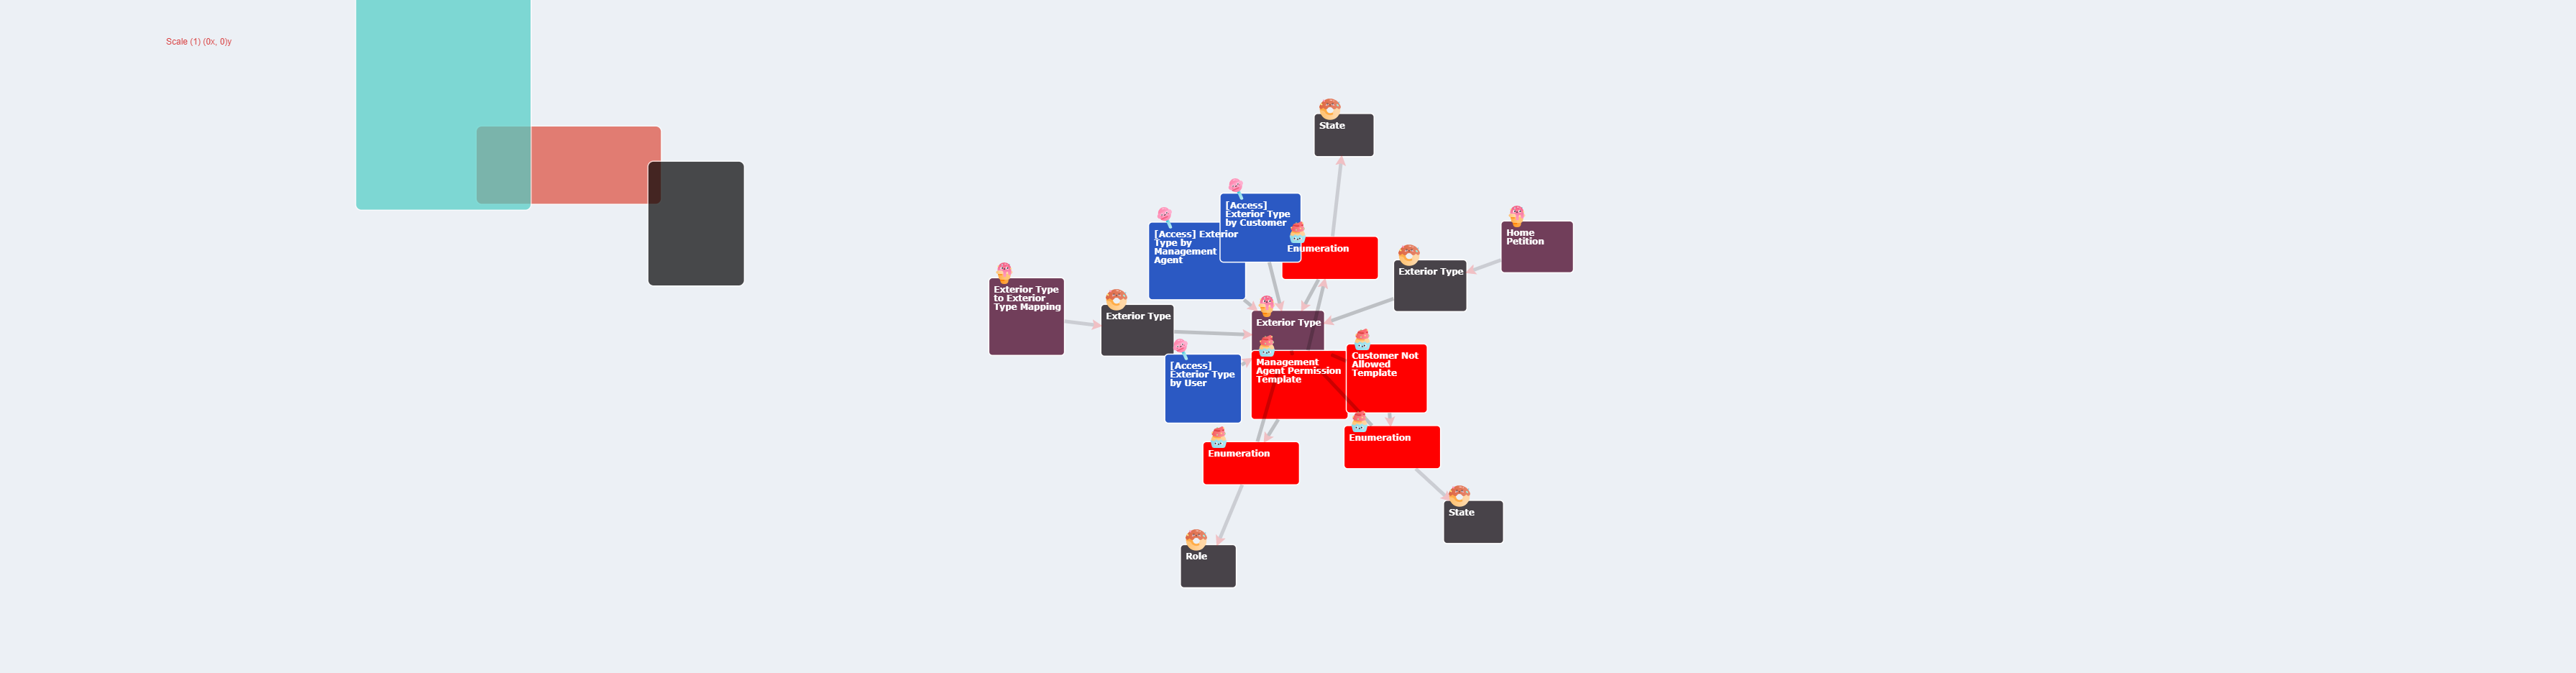 Scale (1) (0x, 0)y
State
[Access]
Exterior Type
by Customer
[Access] Exterior
Type by
Management
Agent
Enumeration
Home
Petition
Exterior Type
Exterior Type
to Exterior
Type Mapping
Exterior Type
Exterior Type
[Access]
Exterior Type
by User
Management
Agent Permission
Template
Customer Not
Allowed
Template
Enumeration
Enumeration
State
Role